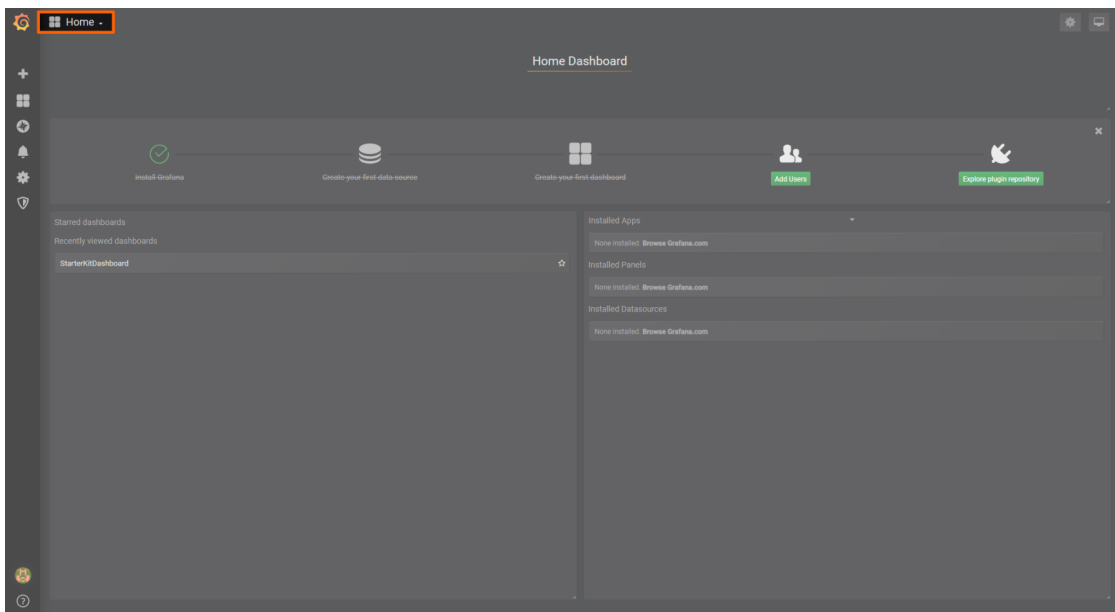 Home
Home Dashboard
Install Grafana
Create your first data source
Create your first dashboard
Add Users
Explore plugin repository
Starred dashboards
Recently viewed dashboards
StarterKitDashboard
Installed Apps
None installed. Browse Grafana.com
Installed Panels
None installed. Browse Grafana.com
Installed Datasources
None installed. Browse Grafana.com